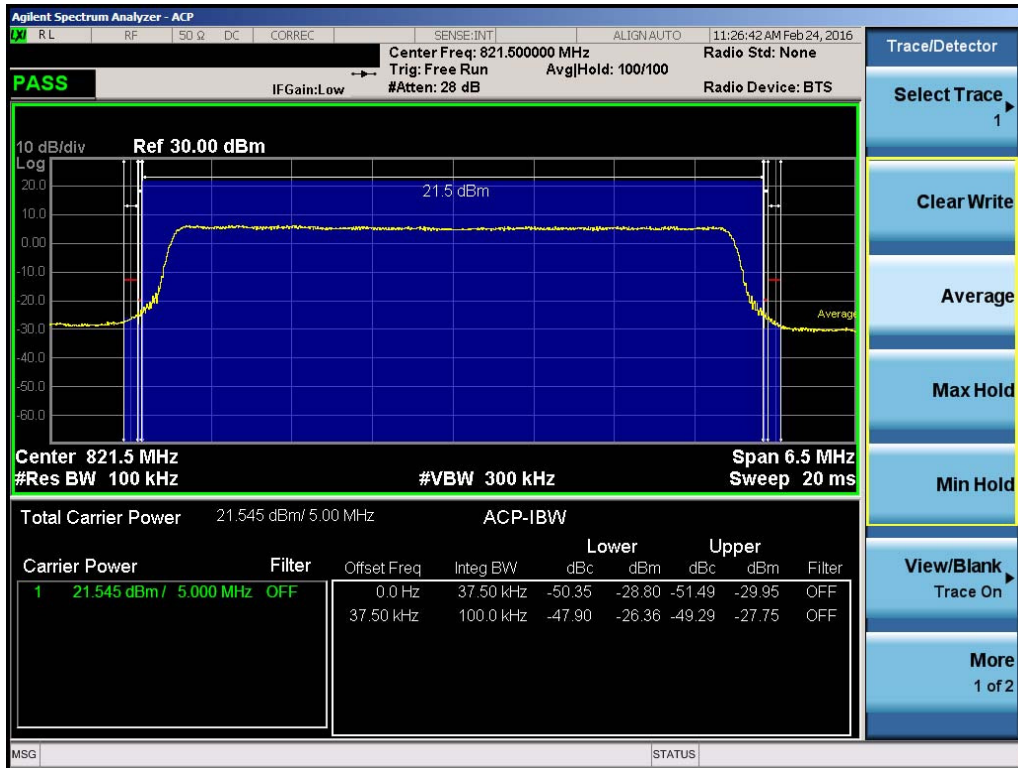 Agilent Spectrum Analyzer - ACP
LXI RL RF 50 Ω DC CORREC SENSE:INT ALIGN AUTO 11:26:42 AM Feb 24, 2016
Center Freq: 821.500000 MHz Radio Std: None
Trig: Free Run Avg|Hold: 100/100
PASS IFGain:Low #Atten: 28 dB Radio Device: BTS
10 dB/div Ref 30.00 dBm
Log
20.0
21.5 dBm
10.0
0.00
-10.0
-20.0
Average
-30.0
-40.0
-50.0
-60.0
Center 821.5 MHz Span 6.5 MHz
#Res BW 100 kHz #VBW 300 kHz Sweep 20 ms
Total Carrier Power 21.545 dBm/ 5.00 MHz ACP-IBW
Lower Upper
Carrier Power Filter Offset Freq Integ BW dBc dBm dBc dBm Filter
1 21.545 dBm / 5.000 MHz OFF 0.0 Hz 37.50 kHz -50.35 -28.80 -51.49 -29.95 OFF
37.50 kHz 100.0 kHz -47.90 -26.36 -49.29 -27.75 OFF
MSG STATUS
Trace/Detector
Select Trace
1
Clear Write
Average
Max Hold
Min Hold
View/Blank
Trace On
More
1 of 2